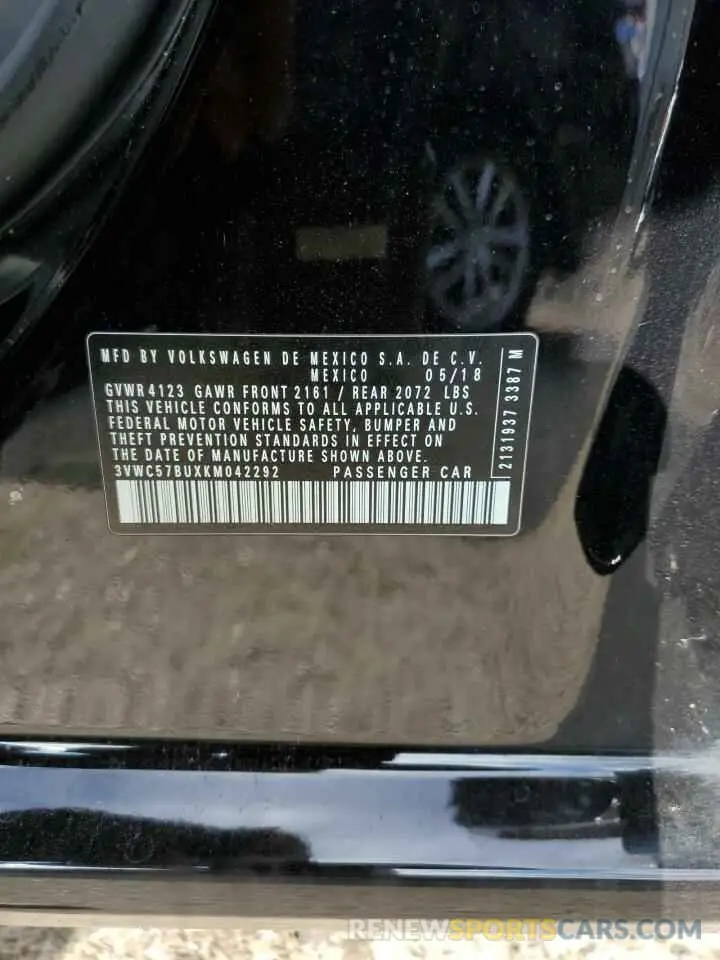 MFD BY VOLKSWAGEN DE MEXICO S.A. DE C.V.
MEXICO 05/18
GVWR 4123 GAWR FRONT 2161 / REAR 2072 LBS
THIS VEHICLE CONFORMS TO ALL APPLICABLE U.S.
FEDERAL MOTOR VEHICLE SAFETY, BUMPER AND
THEFT PREVENTION STANDARDS IN EFFECT ON
THE DATE OF MANUFACTURE SHOWN ABOVE.
3VWC57BUXKM042292 PASSENGER CAR
2131937 3387 M
RENEWSPORTSCARS.COM